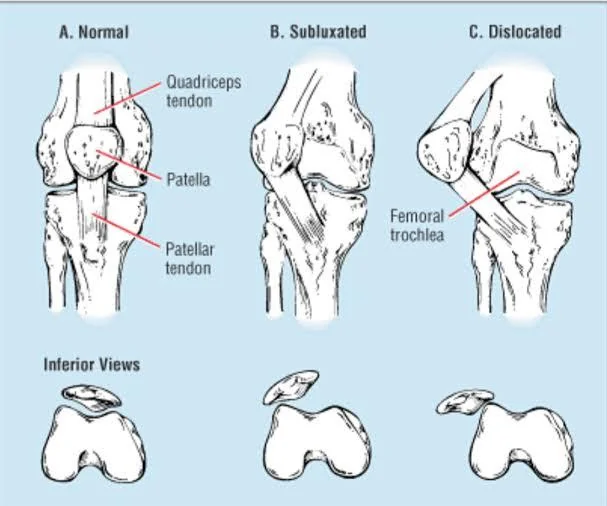 A. Normal
B. Subluxated
C. Dislocated
Quadriceps
tendon
Patella
Patellar
tendon
Femoral
trochlea
Inferior Views